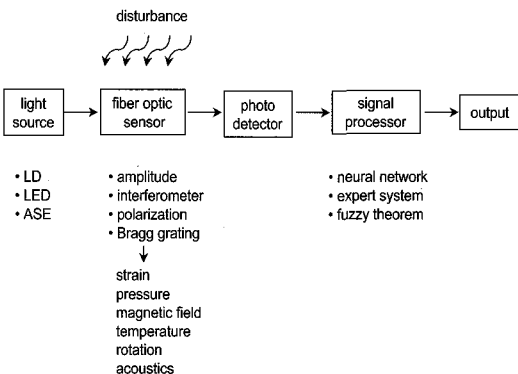 disturbance
light
source
fiber optic
sensor
photo
detector
signal
processor
output
• LD
• LED
• ASE
• amplitude
• interferometer
• polarization
• Bragg grating
strain
pressure
magnetic field
temperature
rotation
acoustics
• neural network
• expert system
• fuzzy theorem